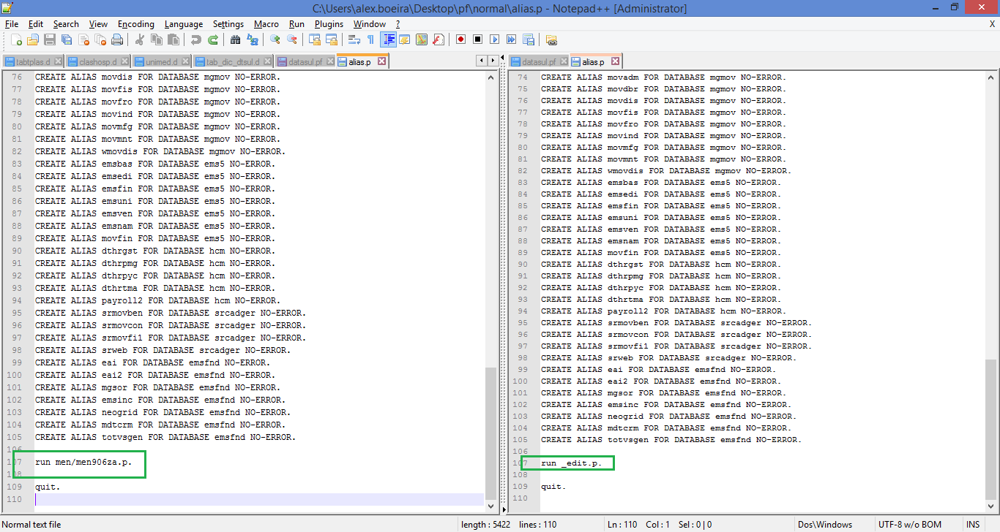 C:\Users\alex.boeira\Desktop\pf\normal\alias.p - Notepad++ [Administrator]
File Edit Search View Encoding Language Settings Macro Run Plugins Window ? X
tabtplas.d clashosp.d unimed.d tab_dic_dtsul.d datasul.pf alias.p
76 CREATE ALIAS movdis FOR DATABASE mgmov NO-ERROR.
77 CREATE ALIAS movfis FOR DATABASE mgmov NO-ERROR.
78 CREATE ALIAS movfro FOR DATABASE mgmov NO-ERROR.
79 CREATE ALIAS movind FOR DATABASE mgmov NO-ERROR.
80 CREATE ALIAS movmfg FOR DATABASE mgmov NO-ERROR.
81 CREATE ALIAS movmnt FOR DATABASE mgmov NO-ERROR.
82 CREATE ALIAS wmovdis FOR DATABASE mgmov NO-ERROR.
83 CREATE ALIAS emsbas FOR DATABASE ems5 NO-ERROR.
84 CREATE ALIAS emsedi FOR DATABASE ems5 NO-ERROR.
85 CREATE ALIAS emsfin FOR DATABASE ems5 NO-ERROR.
86 CREATE ALIAS emsuni FOR DATABASE ems5 NO-ERROR.
87 CREATE ALIAS emsven FOR DATABASE ems5 NO-ERROR.
88 CREATE ALIAS emsnam FOR DATABASE ems5 NO-ERROR.
89 CREATE ALIAS movfin FOR DATABASE ems5 NO-ERROR.
90 CREATE ALIAS dthrgst FOR DATABASE hcm NO-ERROR.
91 CREATE ALIAS dthrpmg FOR DATABASE hcm NO-ERROR.
92 CREATE ALIAS dthrpyc FOR DATABASE hcm NO-ERROR.
93 CREATE ALIAS dthrtma FOR DATABASE hcm NO-ERROR.
94 CREATE ALIAS payroll2 FOR DATABASE hcm NO-ERROR.
95 CREATE ALIAS srmovben FOR DATABASE srcadger NO-ERROR.
96 CREATE ALIAS srmovcon FOR DATABASE srcadger NO-ERROR.
97 CREATE ALIAS srmovfi1 FOR DATABASE srcadger NO-ERROR.
98 CREATE ALIAS srweb FOR DATABASE srcadger NO-ERROR.
99 CREATE ALIAS eai FOR DATABASE emsfnd NO-ERROR.
100 CREATE ALIAS eai2 FOR DATABASE emsfnd NO-ERROR.
101 CREATE ALIAS mgsor FOR DATABASE emsfnd NO-ERROR.
102 CREATE ALIAS emsinc FOR DATABASE emsfnd NO-ERROR.
103 CREATE ALIAS neogrid FOR DATABASE emsfnd NO-ERROR.
104 CREATE ALIAS mdtcrm FOR DATABASE emsfnd NO-ERROR.
105 CREATE ALIAS totvsgen FOR DATABASE emsfnd NO-ERROR.
106
107 run men/men906za.p.
108
109 quit.
110
datasul.pf alias.p
74 CREATE ALIAS movadm FOR DATABASE mgmov NO-ERROR.
75 CREATE ALIAS movdbr FOR DATABASE mgmov NO-ERROR.
76 CREATE ALIAS movdis FOR DATABASE mgmov NO-ERROR.
77 CREATE ALIAS movfis FOR DATABASE mgmov NO-ERROR.
78 CREATE ALIAS movfro FOR DATABASE mgmov NO-ERROR.
79 CREATE ALIAS movind FOR DATABASE mgmov NO-ERROR.
80 CREATE ALIAS movmfg FOR DATABASE mgmov NO-ERROR.
81 CREATE ALIAS movmnt FOR DATABASE mgmov NO-ERROR.
82 CREATE ALIAS wmovdis FOR DATABASE mgmov NO-ERROR.
83 CREATE ALIAS emsbas FOR DATABASE ems5 NO-ERROR.
84 CREATE ALIAS emsedi FOR DATABASE ems5 NO-ERROR.
85 CREATE ALIAS emsfin FOR DATABASE ems5 NO-ERROR.
86 CREATE ALIAS emsuni FOR DATABASE ems5 NO-ERROR.
87 CREATE ALIAS emsven FOR DATABASE ems5 NO-ERROR.
88 CREATE ALIAS emsnam FOR DATABASE ems5 NO-ERROR.
89 CREATE ALIAS movfin FOR DATABASE ems5 NO-ERROR.
90 CREATE ALIAS dthrgst FOR DATABASE hcm NO-ERROR.
91 CREATE ALIAS dthrpmg FOR DATABASE hcm NO-ERROR.
92 CREATE ALIAS dthrpyc FOR DATABASE hcm NO-ERROR.
93 CREATE ALIAS dthrtma FOR DATABASE hcm NO-ERROR.
94 CREATE ALIAS payroll2 FOR DATABASE hcm NO-ERROR.
95 CREATE ALIAS srmovben FOR DATABASE srcadger NO-ERROR.
96 CREATE ALIAS srmovcon FOR DATABASE srcadger NO-ERROR.
97 CREATE ALIAS srmovfi1 FOR DATABASE srcadger NO-ERROR.
98 CREATE ALIAS srweb FOR DATABASE srcadger NO-ERROR.
99 CREATE ALIAS eai FOR DATABASE emsfnd NO-ERROR.
100 CREATE ALIAS eai2 FOR DATABASE emsfnd NO-ERROR.
101 CREATE ALIAS mgsor FOR DATABASE emsfnd NO-ERROR.
102 CREATE ALIAS emsinc FOR DATABASE emsfnd NO-ERROR.
103 CREATE ALIAS neogrid FOR DATABASE emsfnd NO-ERROR.
104 CREATE ALIAS mdtcrm FOR DATABASE emsfnd NO-ERROR.
105 CREATE ALIAS totvsgen FOR DATABASE emsfnd NO-ERROR.
106
107 run _edit.p.
108
109 quit.
110
Normal text file length : 5422 lines : 110 Ln : 110 Col : 1 Sel : 0 | 0 Dos\Windows UTF-8 w/o BOM INS